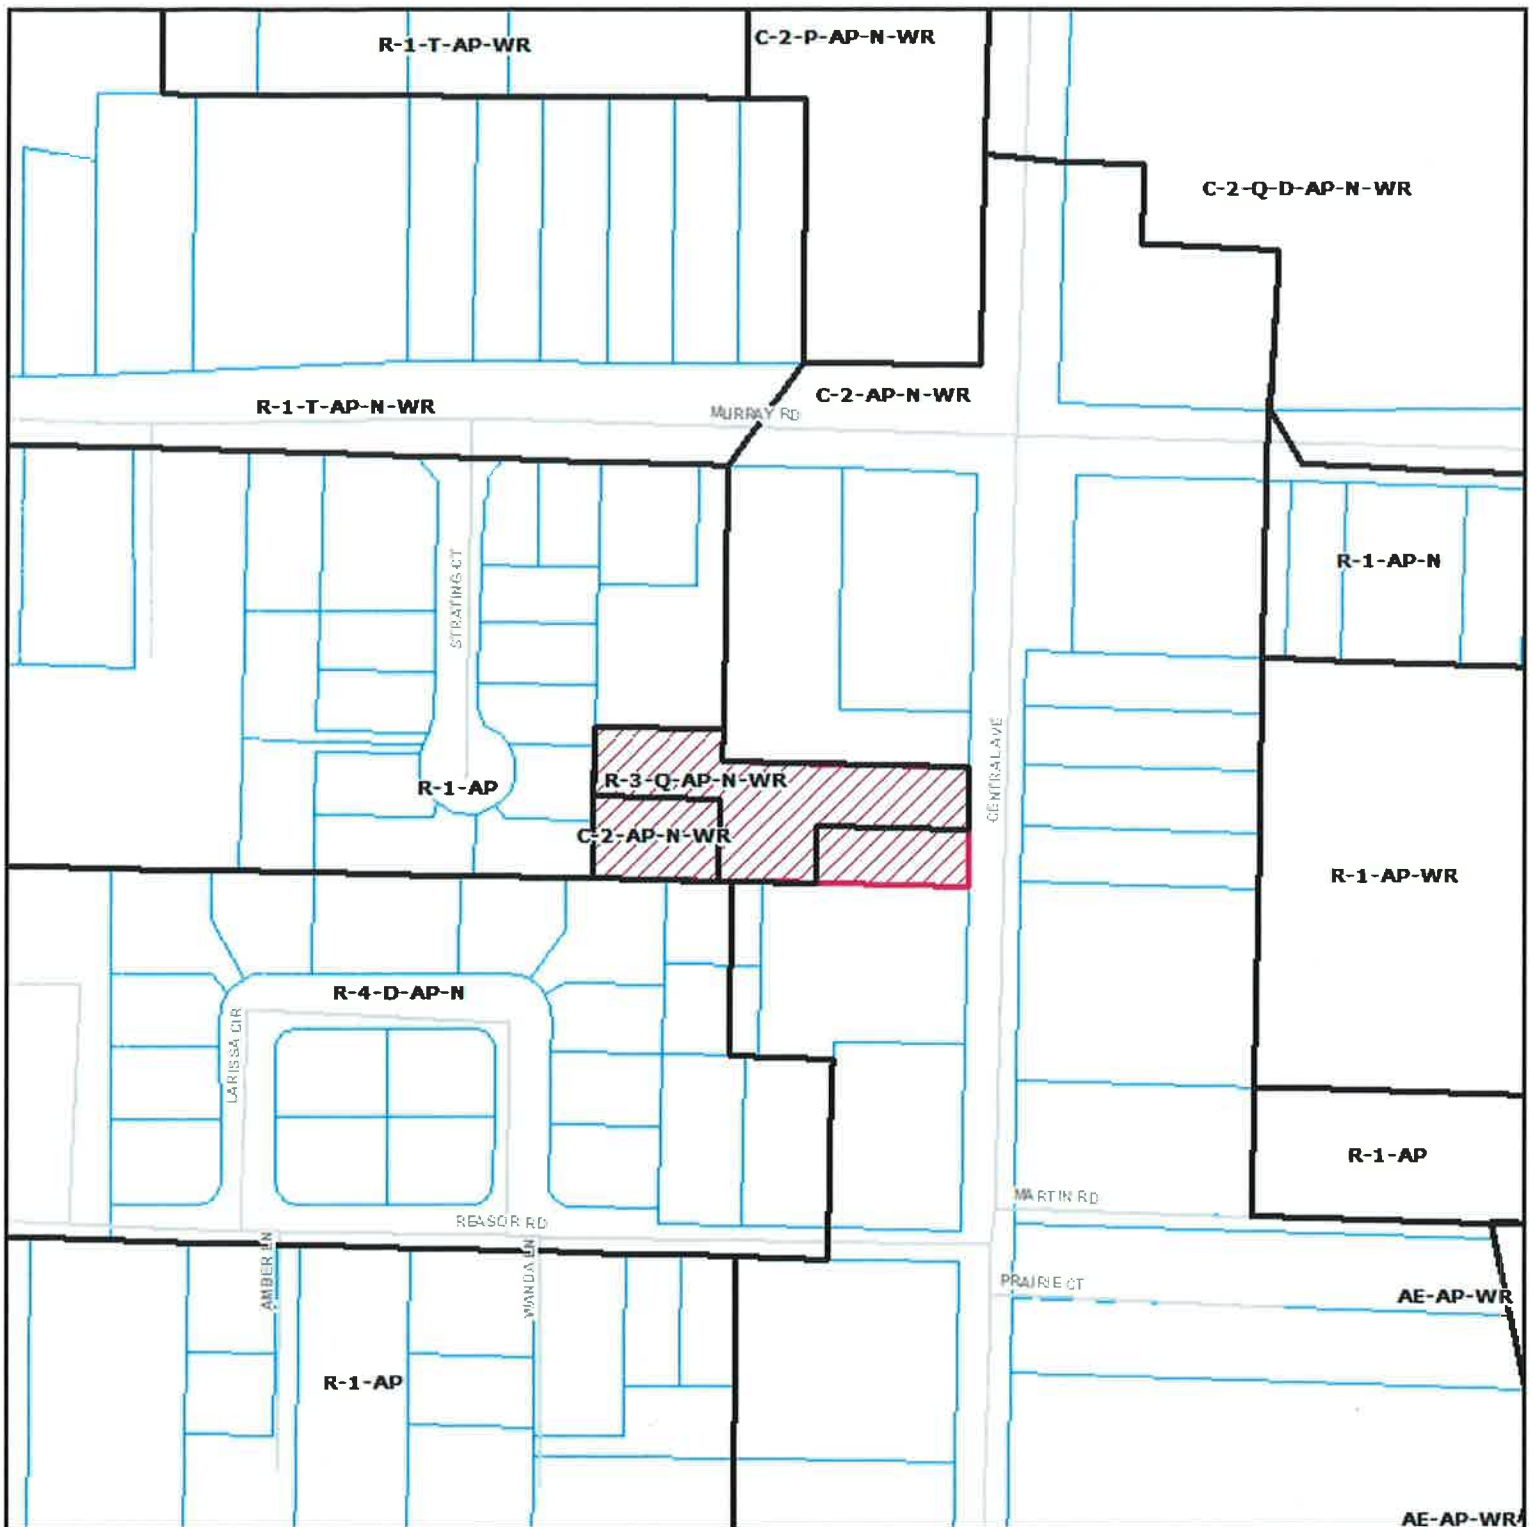 R-1-T-AP-WR
C-2-P-AP-N-WR
C-2-Q-D-AP-N-WR
R-1-T-AP-N-WR
C-2-AP-N-WR
MURRAY RD
STRATING CT
R-1-AP-N
R-1-AP
R-3-Q-AP-N-WR
C-2-AP-N-WR
CENTRAL AVE
R-1-AP-WR
R-4-D-AP-N
LARISSA CIR
R-1-AP
MARTIN RD
REASOR RD
AMBER LN
WANDA LN
PRAIRIE CT
AE-AP-WR
R-1-AP
AE-AP-WR